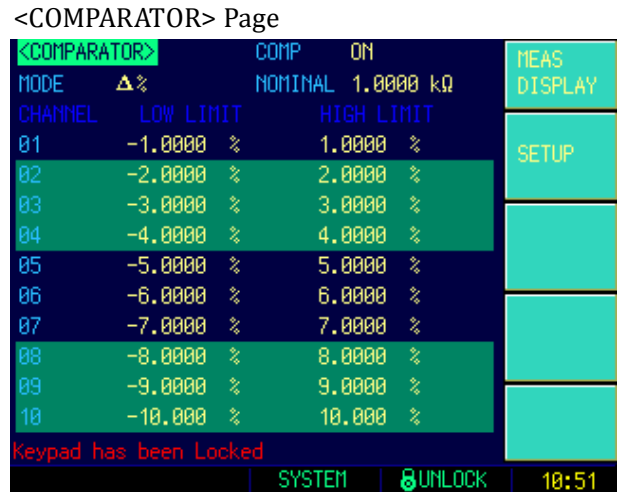 <COMPARATOR> Page
<COMPARATOR> COMP ON
MODE Δ% NOMINAL 1.0000 kΩ
CHANNEL LOW LIMIT HIGH LIMIT
01 -1.0000 % 1.0000 %
02 -2.0000 % 2.0000 %
03 -3.0000 % 3.0000 %
04 -4.0000 % 4.0000 %
05 -5.0000 % 5.0000 %
06 -6.0000 % 6.0000 %
07 -7.0000 % 7.0000 %
08 -8.0000 % 8.0000 %
09 -9.0000 % 9.0000 %
10 -10.000 % 10.000 %
Keypad has been Locked
MEAS
DISPLAY
SETUP
SYSTEM UNLOCK 10:51